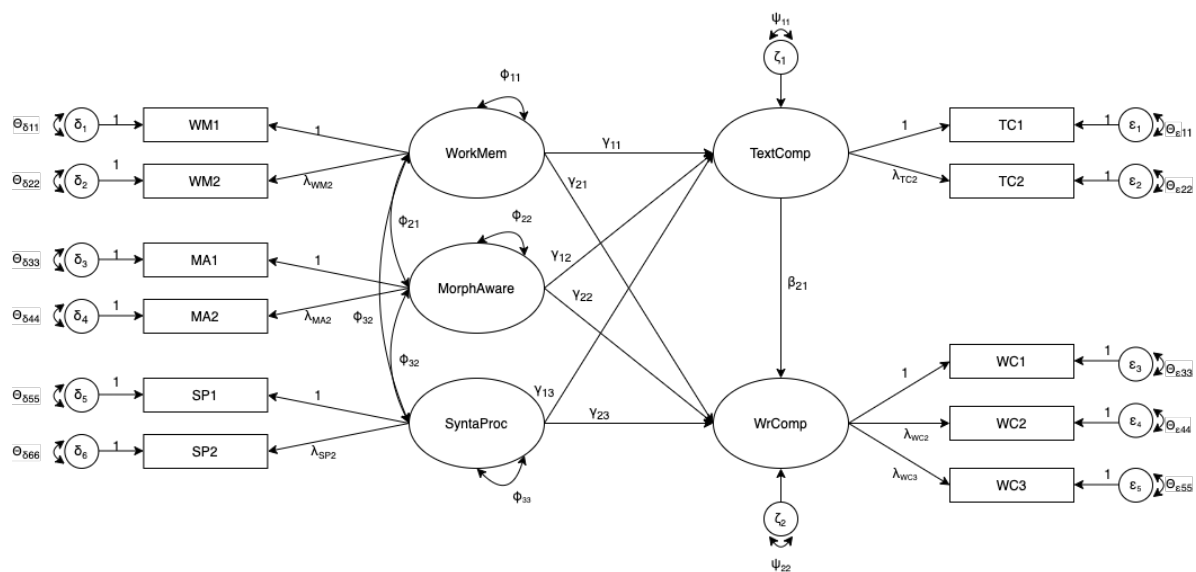 Ψ₁₁
ζ₁
Φ₁₁
Θδ11 δ₁ 1 WM1 1 WorkMem γ₁₁ TextComp 1 TC1 1 ε₁ Θε11
Θδ22 δ₂ 1 WM2 λWM2 γ₂₁ λTC2 TC2 1 ε₂ Θε22
Φ₂₁ Φ₂₂
Θδ33 δ₃ 1 MA1 1 MorphAware γ₁₂ β₂₁
Θδ44 δ₄ 1 MA2 λMA2 γ₂₂
Φ₃₂
Φ₃₂
Θδ55 δ₅ 1 SP1 1 SyntaProc γ₁₃ γ₂₃ WrComp 1 WC1 1 ε₃ Θε33
Θδ66 δ₆ 1 SP2 λSP2 λWC2 WC2 1 ε₄ Θε44
Φ₃₃ λWC3 WC3 1 ε₅ Θε55
ζ₂
Ψ₂₂